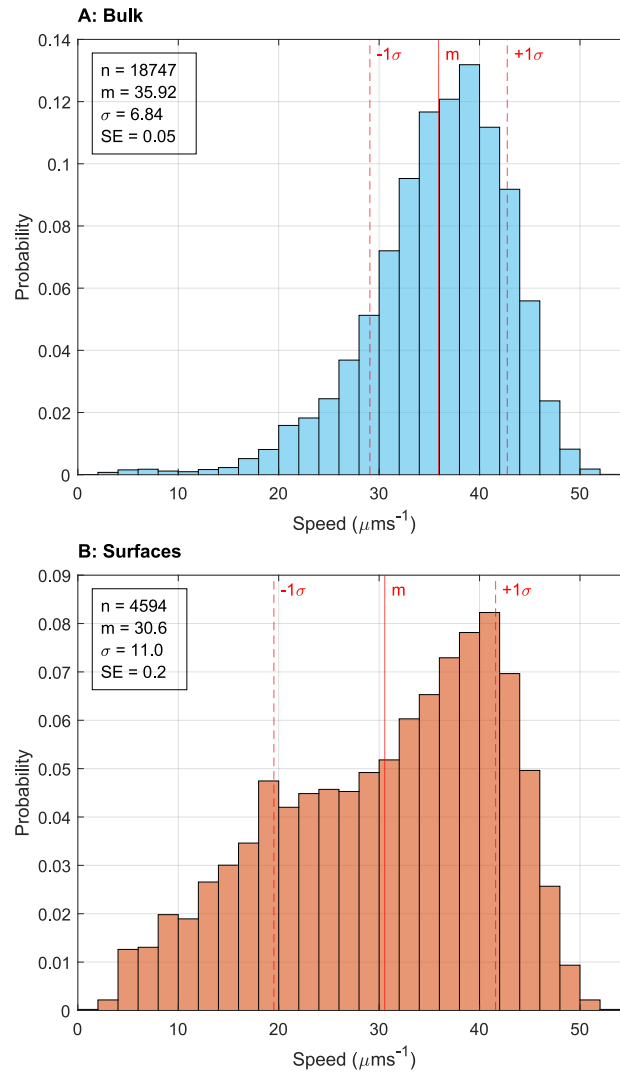 A: Bulk
-1σ m +1σ
n = 18747
m = 35.92
σ = 6.84
SE = 0.05
0.14
0.12
0.1
0.08
0.06
0.04
0.02
0
Probability
0 10 20 30 40 50
Speed (μms⁻¹)
B: Surfaces
-1σ m +1σ
n = 4594
m = 30.6
σ = 11.0
SE = 0.2
0.09
0.08
0.07
0.06
0.05
0.04
0.03
0.02
0.01
0
Probability
0 10 20 30 40 50
Speed (μms⁻¹)